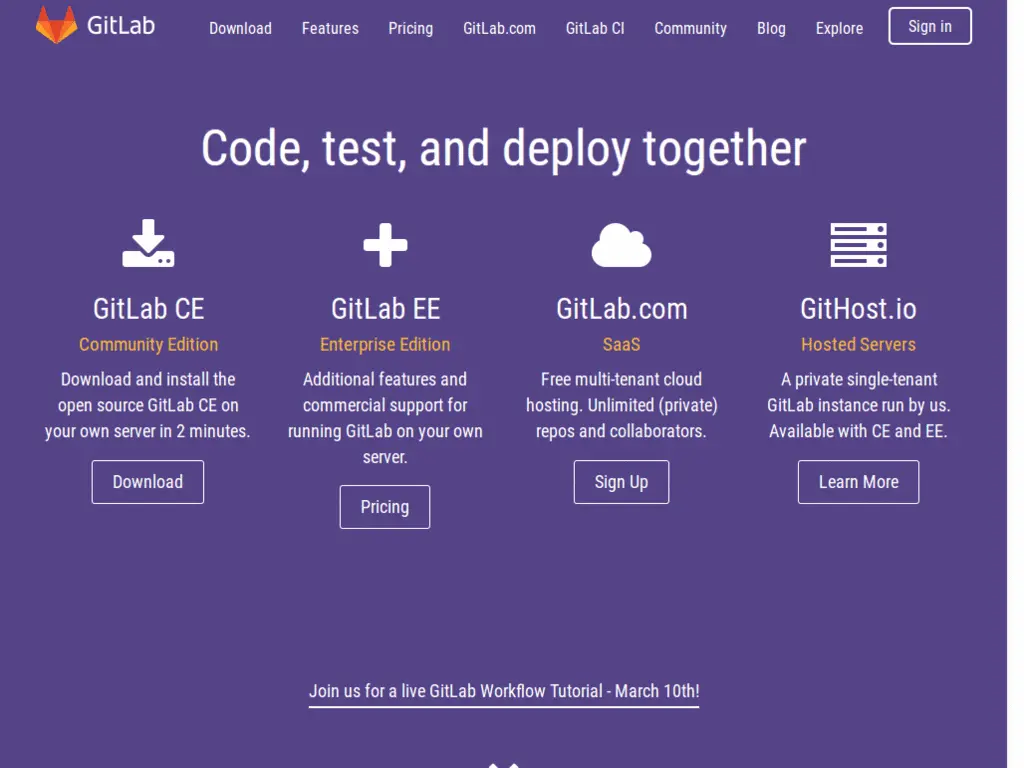 GitLab
Download Features Pricing GitLab.com GitLab CI Community Blog Explore Sign in
Code, test, and deploy together
GitLab CE
Community Edition
Download and install the
open source GitLab CE on
your own server in 2 minutes.
Download
GitLab EE
Enterprise Edition
Additional features and
commercial support for
running GitLab on your own
server.
Pricing
GitLab.com
SaaS
Free multi-tenant cloud
hosting. Unlimited (private)
repos and collaborators.
Sign Up
GitHost.io
Hosted Servers
A private single-tenant
GitLab instance run by us.
Available with CE and EE.
Learn More
Join us for a live GitLab Workflow Tutorial - March 10th!